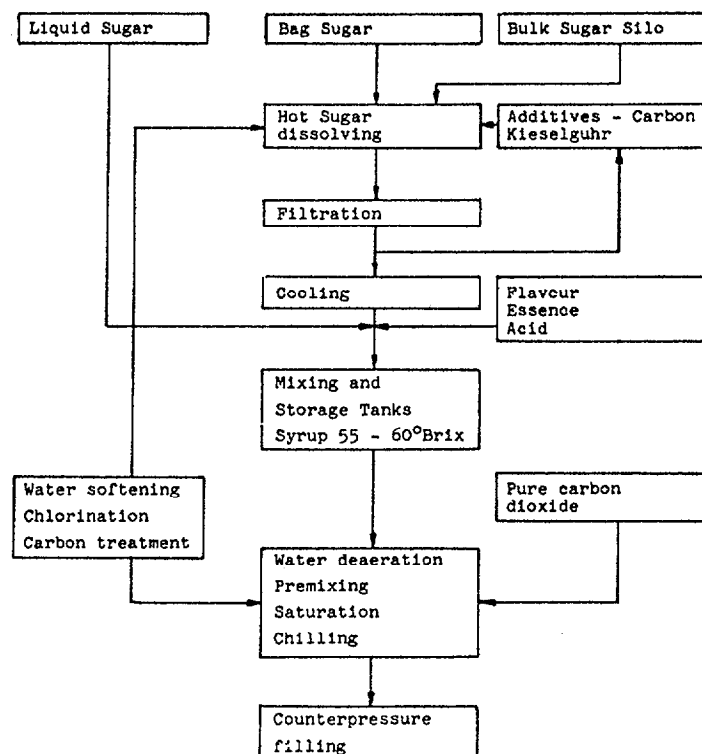 Liquid Sugar
Bag Sugar
Bulk Sugar Silo
Hot Sugar
dissolving
Additives - Carbon
Kieselguhr
Filtration
Cooling
Flavour
Essence
Acid
Mixing and
Storage Tanks
Syrup 55 - 60°Brix
Water softening
Chlorination
Carbon treatment
Pure carbon
dioxide
Water deaeration
Premixing
Saturation
Chilling
Counterpressure
filling